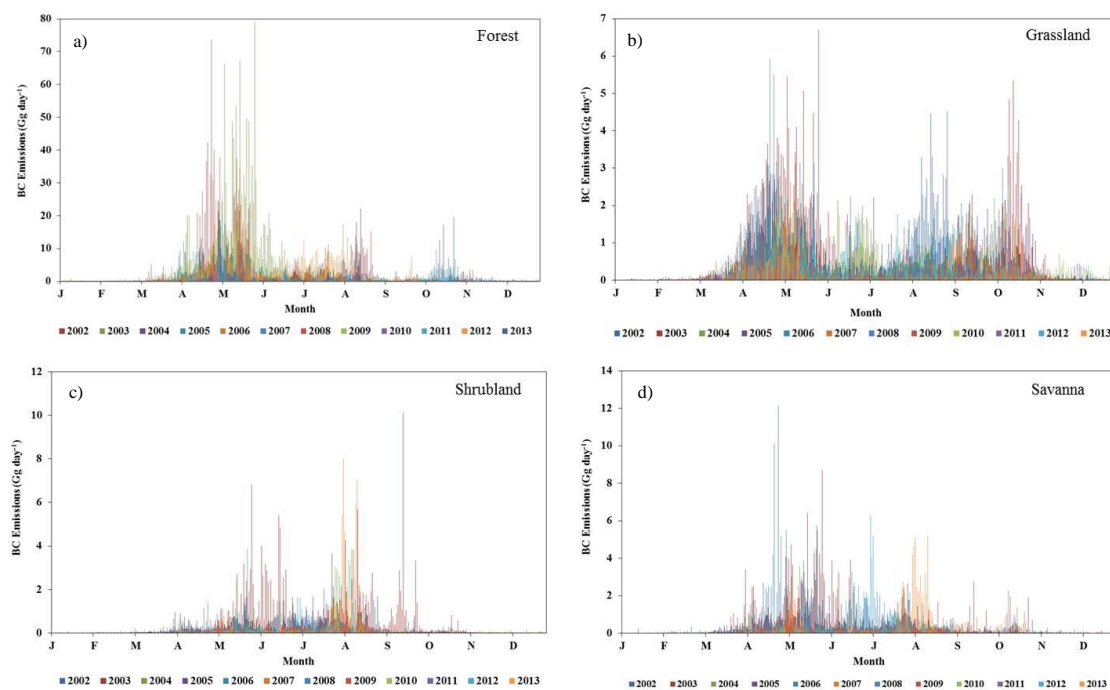 a)
Forest
BC Emissions (Gg day-1)
80
70
60
50
40
30
20
10
0
J F M A M J J A S O N D
Month
2002 2003 2004 2005 2006 2007 2008 2009 2010 2011 2012 2013
b)
Grassland
BC Emissions (Gg day-1)
7
6
5
4
3
2
1
0
J F M A M J J A S O N D
Month
2002 2003 2004 2005 2006 2007 2008 2009 2010 2011 2012 2013
c)
Shrubland
BC Emissions (Gg day-1)
12
10
8
6
4
2
0
J F M A M J J A S O N D
Month
2002 2003 2004 2005 2006 2007 2008 2009 2010 2011 2012 2013
d)
Savanna
BC Emissions (Gg day-1)
14
12
10
8
6
4
2
0
J F M A M J J A S O N D
Month
2002 2003 2004 2005 2006 2007 2008 2009 2010 2011 2012 2013